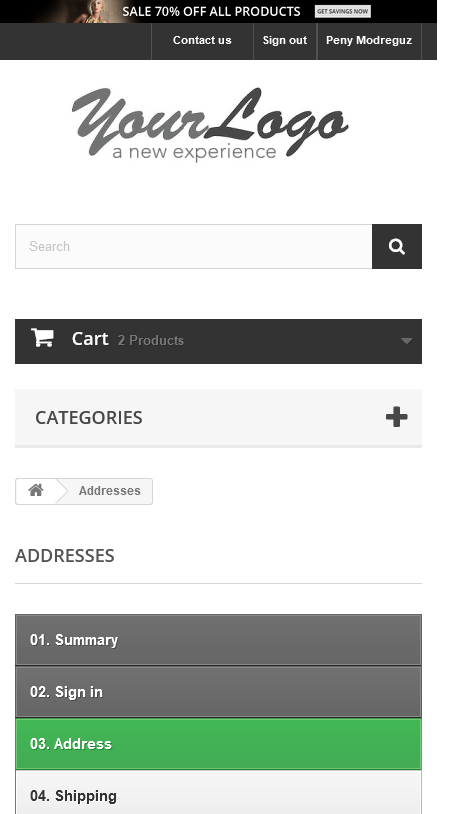 SALE 70% OFF ALL PRODUCTS GET SAVINGS NOW
Contact us Sign out Peny Modreguz
YourLogo
a new experience
Search
Cart 2 Products
CATEGORIES
Addresses
ADDRESSES
01. Summary
02. Sign in
03. Address
04. Shipping